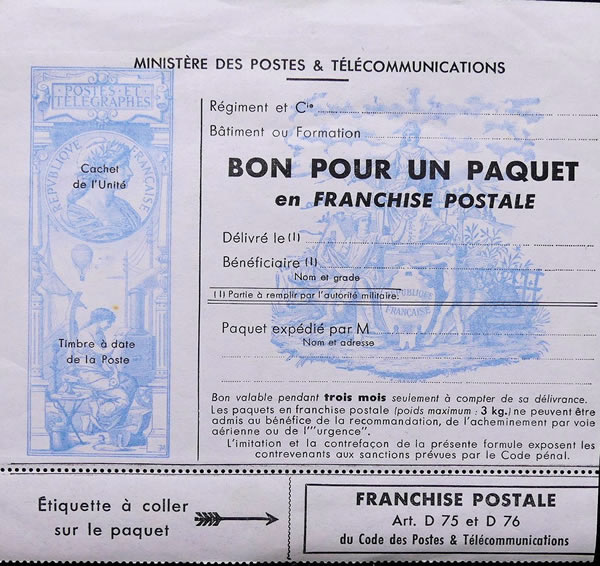 MINISTÈRE DES POSTES & TÉLÉCOMMUNICATIONS
POSTES ET
TÉLÉGRAPHES
RÉPUBLIQUE FRANÇAISE
Cachet
de l'Unité
Timbre à date
de la Poste
Régiment et Cie
Bâtiment ou Formation
BON POUR UN PAQUET
en FRANCHISE POSTALE
Délivré le (1)
Bénéficiaire (1)
Nom et grade
(1) Partie à remplir par l'autorité militaire.
RÉPUBLIQUE
FRANÇAISE
Paquet expédié par M
Nom et adresse
Bon valable pendant trois mois seulement à compter de sa délivrance.
Les paquets en franchise postale (poids maximum : 3 kg.) ne peuvent être
admis au bénéfice de la recommandation, de l'acheminement par voie
aérienne ou de l'"urgence".
L'imitation et la contrefaçon de la présente formule exposent les
contrevenants aux sanctions prévues par le Code pénal.
Étiquette à coller
sur le paquet
FRANCHISE POSTALE
Art. D 75 et D 76
du Code des Postes & Télécommunications